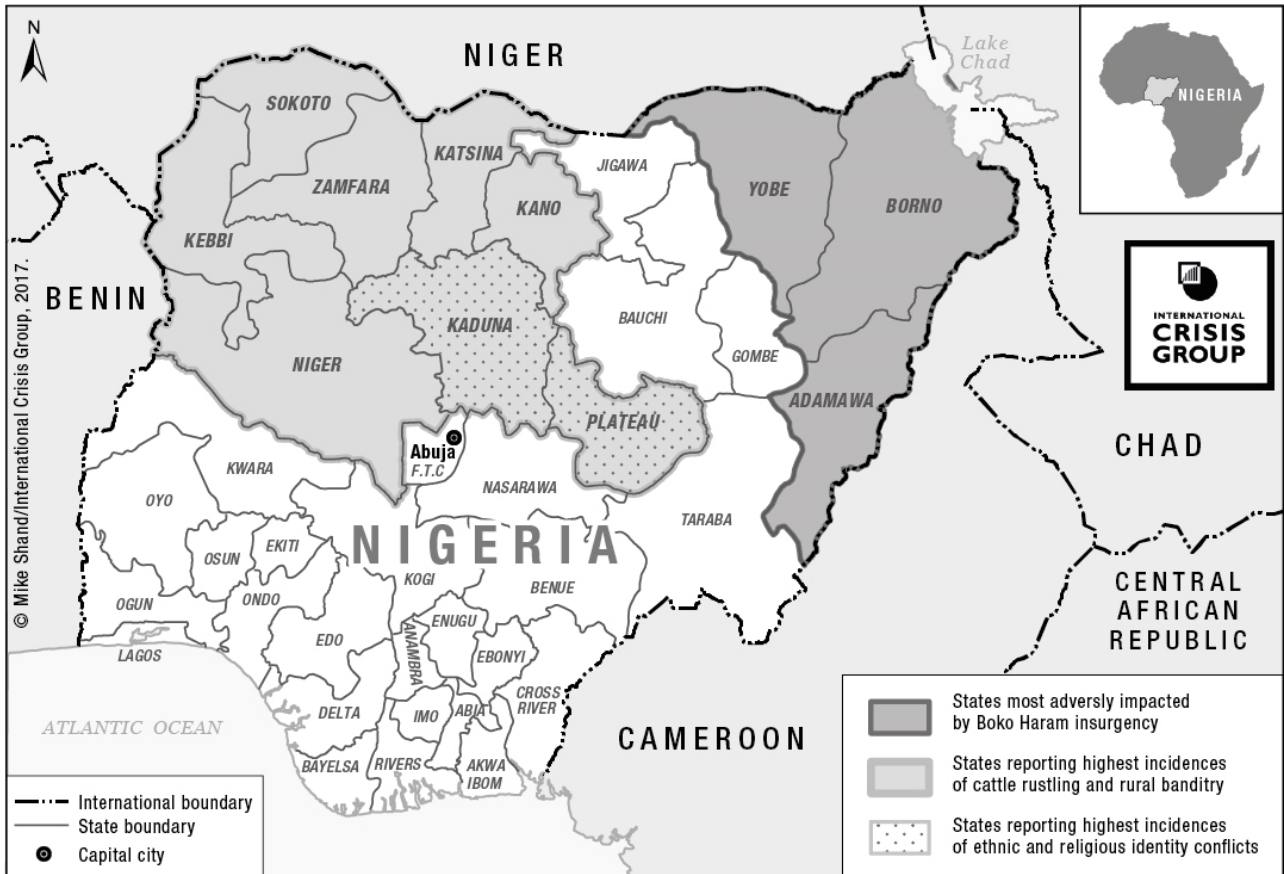 N
NIGER
Lake
Chad
NIGERIA
SOKOTO
KATSINA
JIGAWA
ZAMFARA
KANO
YOBE
BORNO
KEBBI
BENIN
KADUNA
BAUCHI
NIGER
GOMBE
ADAMAWA
PLATEAU
INTERNATIONAL
CRISIS
GROUP
CHAD
Abuja
F.T.C
KWARA
NASARAWA
OYO
TARABA
NIGERIA
OSUN
EKITI
KOGI
BENUE
OGUN
ONDO
ENUGU
EDO
ANAMBRA
EBONYI
LAGOS
CROSS
RIVER
DELTA
IMO
ABIA
BAYELSA
RIVERS
AKWA
IBOM
CENTRAL
AFRICAN
REPUBLIC
CAMEROON
ATLANTIC OCEAN
© Mike Shand/International Crisis Group, 2017.
International boundary
State boundary
Capital city
States most adversly impacted
by Boko Haram insurgency
States reporting highest incidences
of cattle rustling and rural banditry
States reporting highest incidences
of ethnic and religious identity conflicts